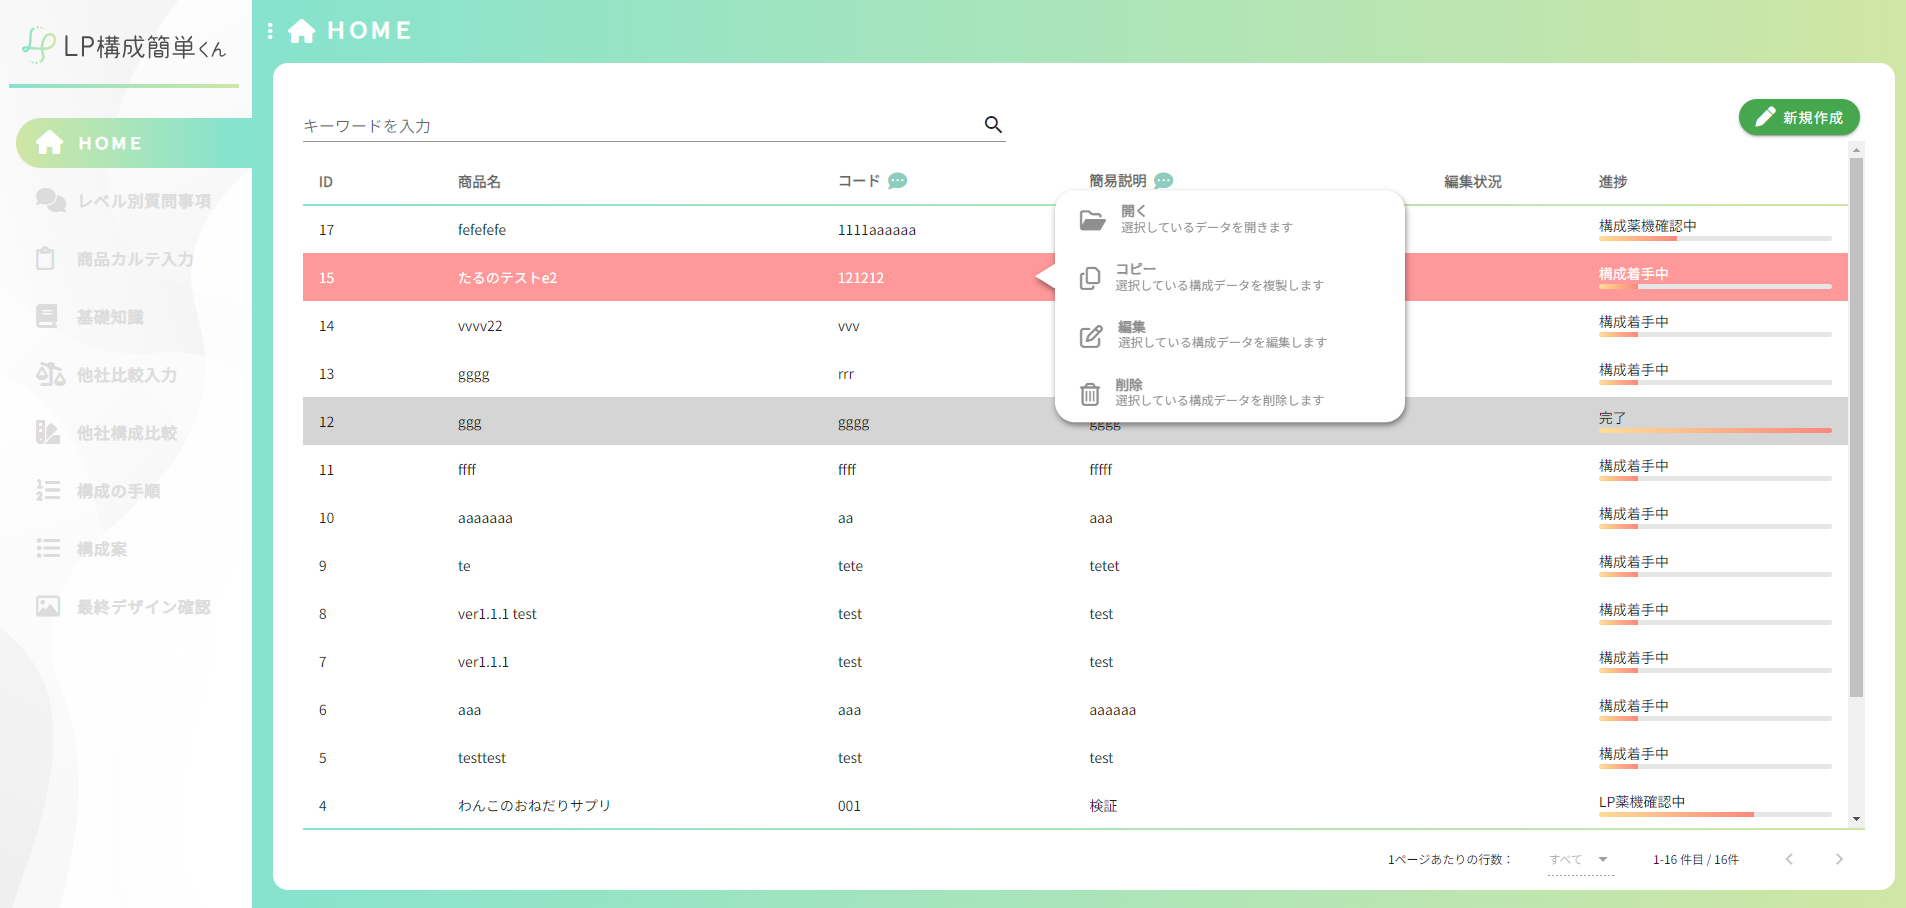 LP構成簡単くん
HOME
HOME
レベル別質問事項
商品カルテ入力
基礎知識
他社比較入力
他社構成比較
構成の手順
構成案
最終デザイン確認
キーワードを入力
新規作成
ID 商品名 コード 簡易説明 編集状況 進捗
17 fefefefe 1111aaaaaa 構成薬機確認中
15 たるのテストe2 121212 構成着手中
14 vvvv22 vvv 構成着手中
13 gggg rrr 構成着手中
12 ggg gggg gggg 完了
11 ffff ffff fffff 構成着手中
10 aaaaaaa aa aaa 構成着手中
9 te tete tetet 構成着手中
8 ver1.1.1 test test test 構成着手中
7 ver1.1.1 test test 構成着手中
6 aaa aaa aaaaaa 構成着手中
5 testtest test test 構成着手中
4 わんこのおねだりサプリ 001 検証 LP薬機確認中
開く
選択しているデータを開きます
コピー
選択している構成データを複製します
編集
選択している構成データを編集します
削除
選択している構成データを削除します
1ページあたりの行数： すべて 1-16 件目 / 16件